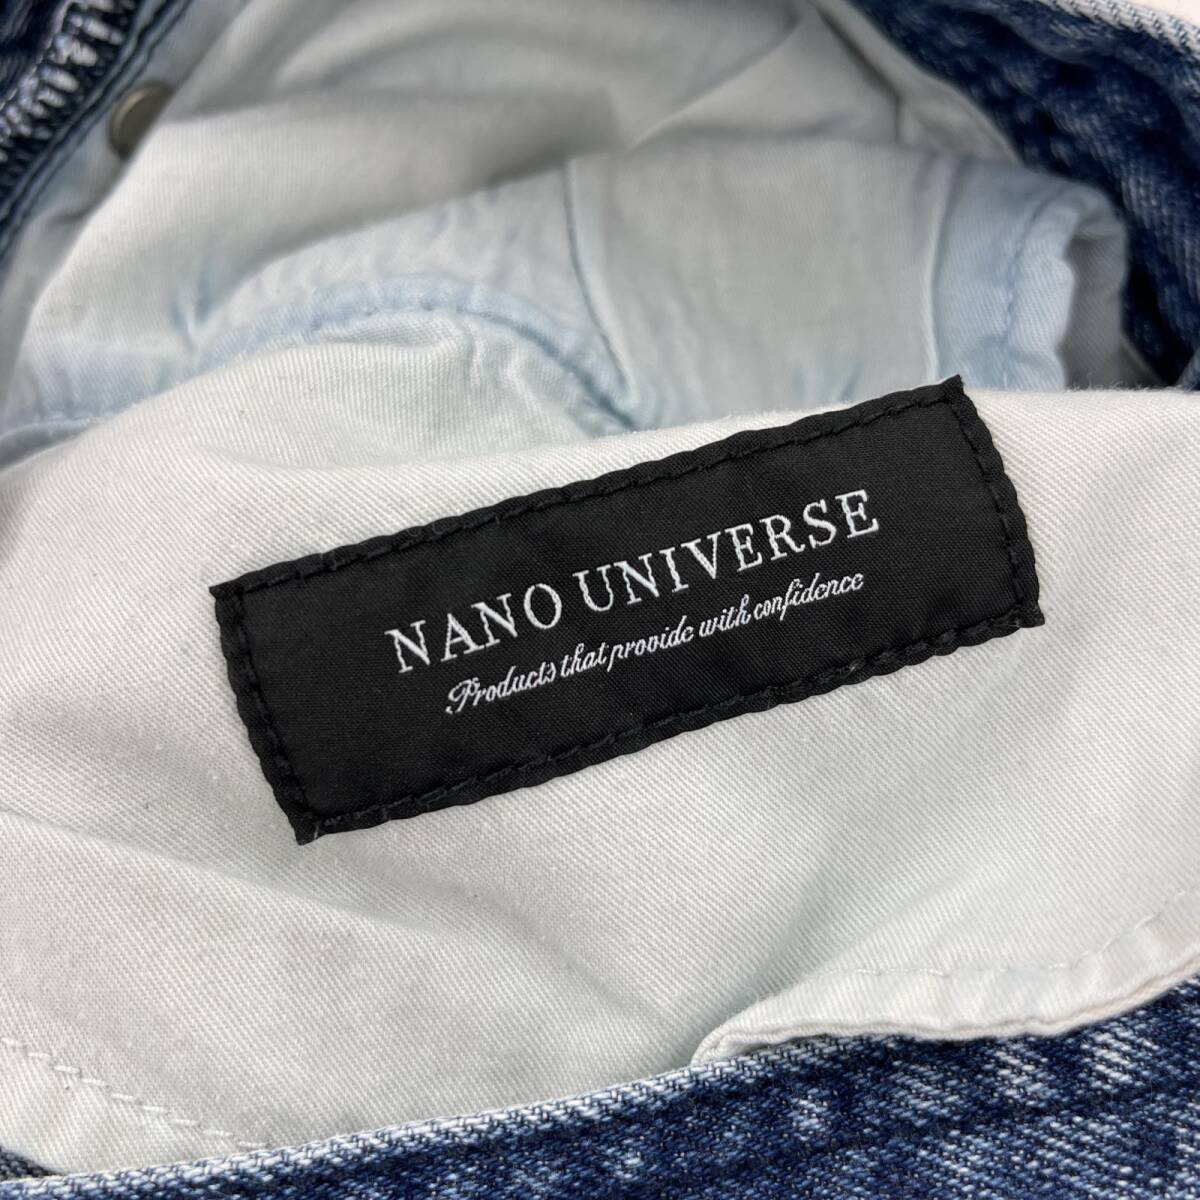 NANO UNIVERSE
Products that provide with confidence